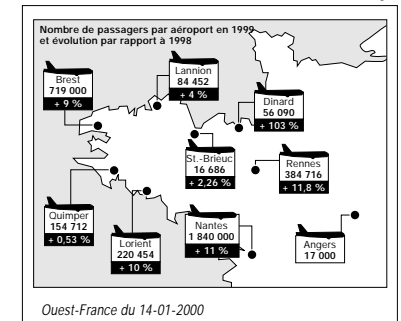 Nombre de passagers par aéroport en 1999
et évolution par rapport à 1998
Brest
719 000
+ 9 %
Lannion
84 452
+ 4 %
Dinard
56 090
+ 103 %
St.-Brieuc
16 686
+ 2,26 %
Rennes
384 716
+ 11,8 %
Quimper
154 712
+ 0,53 %
Lorient
220 454
+ 10 %
Nantes
1 840 000
+ 11 %
Angers
17 000
Ouest-France du 14-01-2000